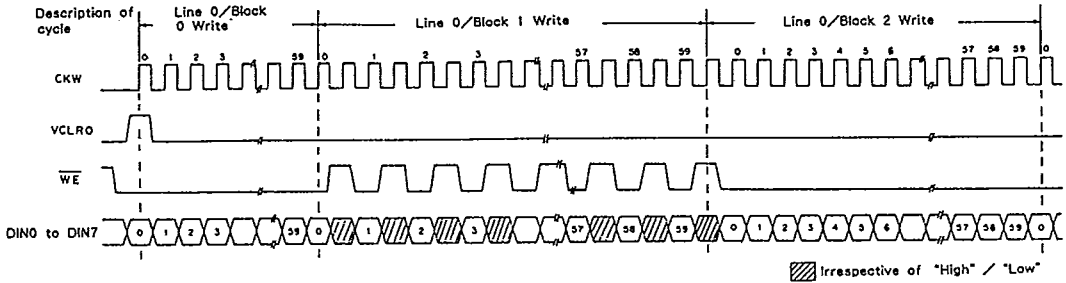 Description of cycle
Line 0/Block 0 Write
Line 0/Block 1 Write
Line 0/Block 2 Write
0 1 2 3 59 0 1 2 3 57 58 59 0 1 2 3 4 5 6 57 58 59 0
CKW
VCLR0
WE
DIN0 to DIN7
0 1 2 3 59 0 1 2 3 57 58 59 0 1 2 3 4 5 6 57 58 59 0
Irrespective of "High" / "Low"